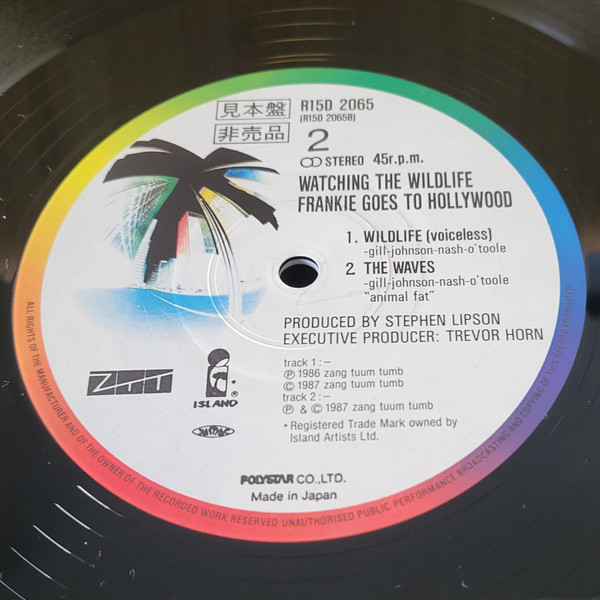 見本盤
非売品
R15D 2065
(R15D 2065B)
2
STEREO 45r.p.m.
WATCHING THE WILDLIFE
FRANKIE GOES TO HOLLYWOOD
1. WILDLIFE (voiceless)
-gill-johnson-nash-o'toole
2 THE WAVES
-gill-johnson-nash-o'toole
"animal fat"
PRODUCED BY STEPHEN LIPSON
EXECUTIVE PRODUCER: TREVOR HORN
track 1:–
Ⓟ 1986 zang tuum tumb
© 1987 zang tuum tumb
track 2:–
Ⓟ & © 1987 zang tuum tumb
* Registered Trade Mark owned by
Island Artists Ltd.
ZTT
ISLAND
JASRAC
POLYSTAR CO.,LTD.
Made in Japan
ALL RIGHTS OF THE MANUFACTURER AND OF THE OWNER OF THE RECORDED WORK RESERVED UNAUTHORISED PUBLIC PERFORMANCE BROADCASTING AND COPYING OF THIS RECORD PROHIBITED